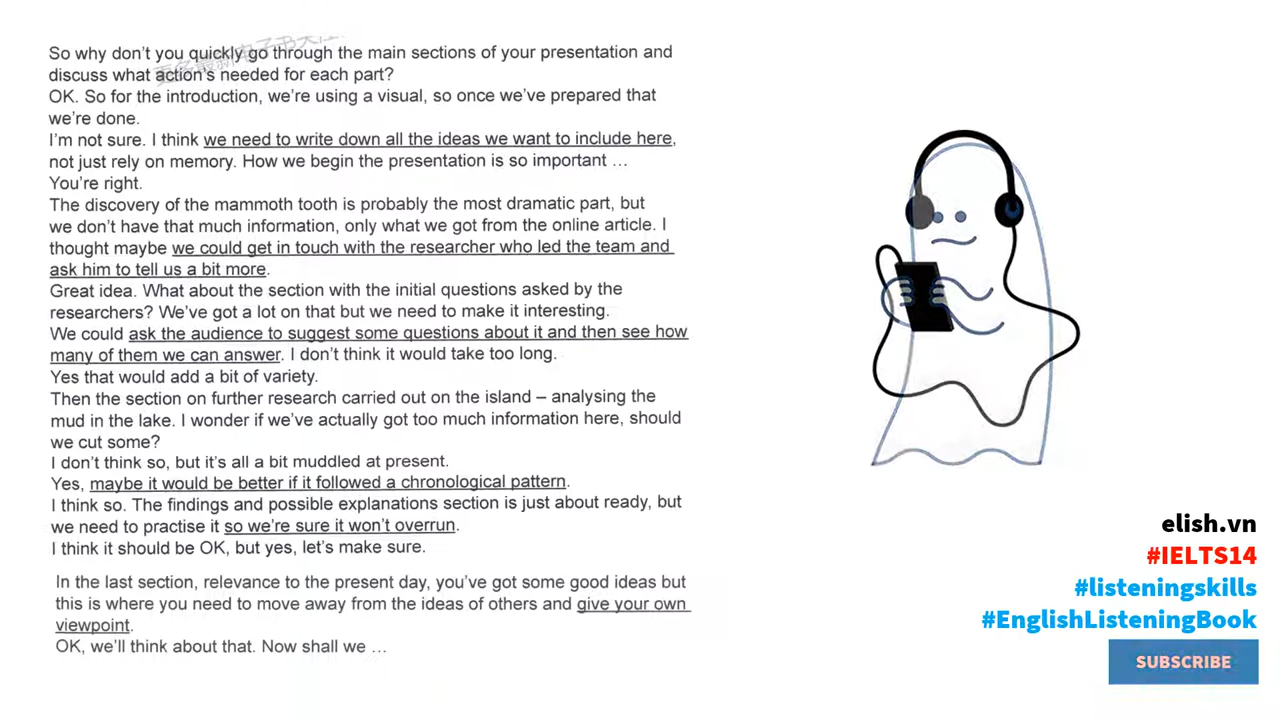 So why don't you quickly go through the main sections of your presentation and
discuss what action's needed for each part?
OK. So for the introduction, we're using a visual, so once we've prepared that
we're done.
I'm not sure. I think we need to write down all the ideas we want to include here,
not just rely on memory. How we begin the presentation is so important …
You're right.
The discovery of the mammoth tooth is probably the most dramatic part, but
we don't have that much information, only what we got from the online article. I
thought maybe we could get in touch with the researcher who led the team and
ask him to tell us a bit more.
Great idea. What about the section with the initial questions asked by the
researchers? We've got a lot on that but we need to make it interesting.
We could ask the audience to suggest some questions about it and then see how
many of them we can answer. I don't think it would take too long.
Yes that would add a bit of variety.
Then the section on further research carried out on the island – analysing the
mud in the lake. I wonder if we've actually got too much information here, should
we cut some?
I don't think so, but it's all a bit muddled at present.
Yes, maybe it would be better if it followed a chronological pattern.
I think so. The findings and possible explanations section is just about ready, but
we need to practise it so we're sure it won't overrun.
I think it should be OK, but yes, let's make sure.
In the last section, relevance to the present day, you've got some good ideas but
this is where you need to move away from the ideas of others and give your own
viewpoint.
OK, we'll think about that. Now shall we …
elish.vn
#IELTS14
#listeningskills
#EnglishListeningBook
SUBSCRIBE